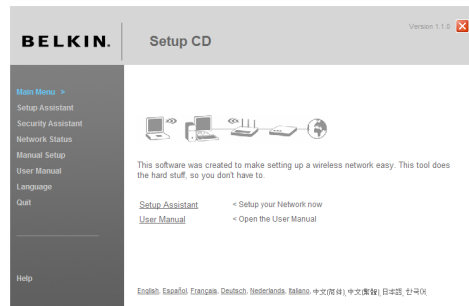 BELKIN.
Setup CD
Version 1.1.0
Main Menu >
Setup Assistant
Security Assistant
Network Status
Manual Setup
User Manual
Language
Quit
Help
This software was created to make setting up a wireless network easy. This tool does
the hard stuff, so you don't have to.
Setup Assistant < Setup your Network now
User Manual < Open the User Manual
English, Español, Français, Deutsch, Nederlands, Italiano, 中文(简体), 中文(繁體), 日本語, 한국어